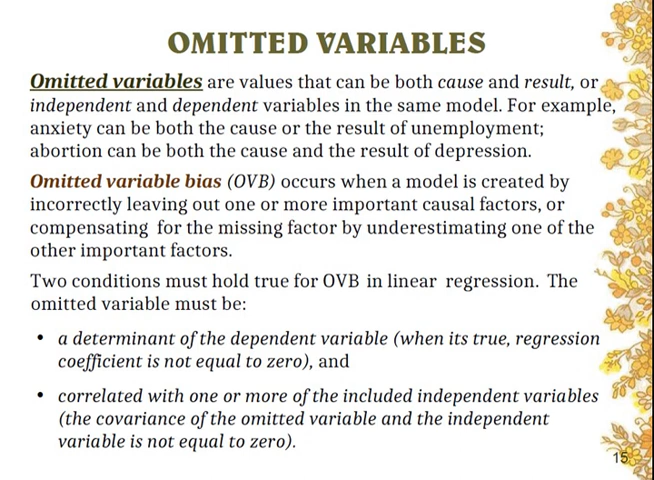 OMITTED VARIABLES
Omitted variables are values that can be both cause and result, or
independent and dependent variables in the same model. For example,
anxiety can be both the cause or the result of unemployment;
abortion can be both the cause and the result of depression.
Omitted variable bias (OVB) occurs when a model is created by
incorrectly leaving out one or more important causal factors, or
compensating for the missing factor by underestimating one of the
other important factors.
Two conditions must hold true for OVB in linear regression. The
omitted variable must be:
• a determinant of the dependent variable (when its true, regression
coefficient is not equal to zero), and
• correlated with one or more of the included independent variables
(the covariance of the omitted variable and the independent
variable is not equal to zero).
15